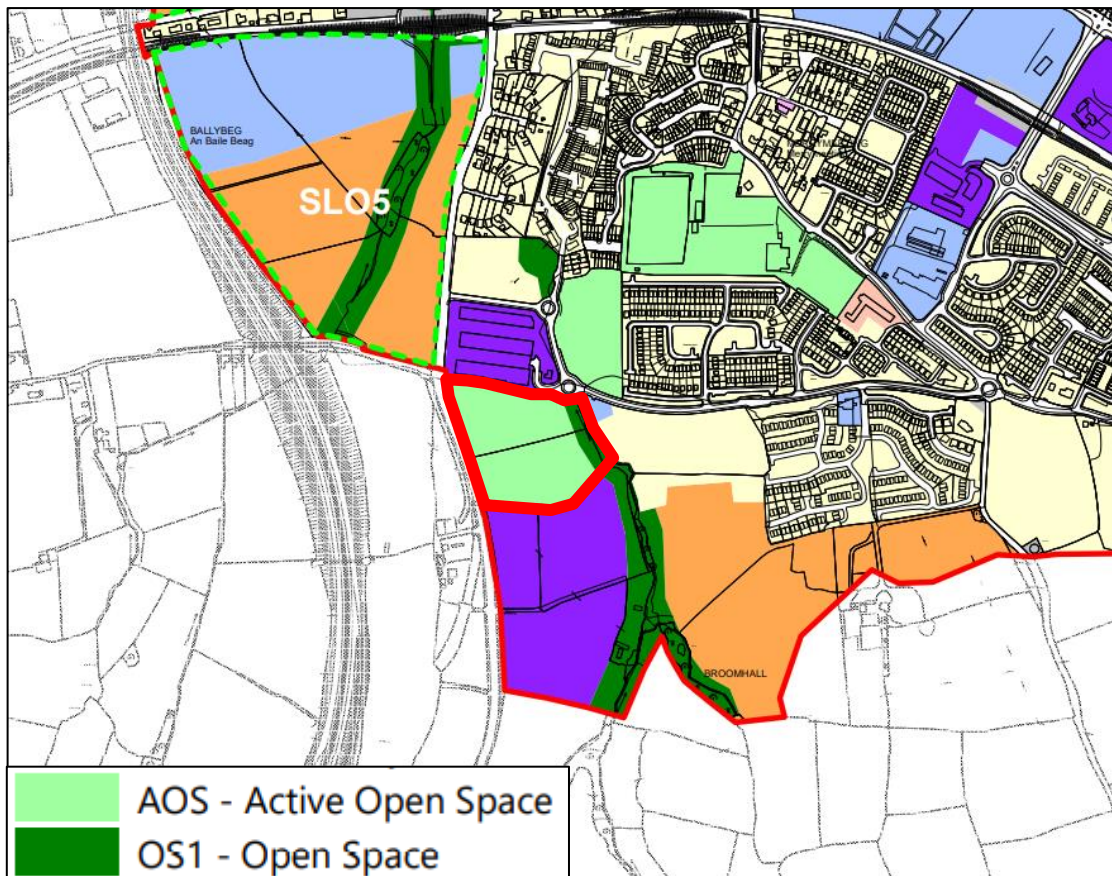 BALLYBEG
An Baile Beag
SLO5
BROOMHALL
AOS - Active Open Space
OS1 - Open Space